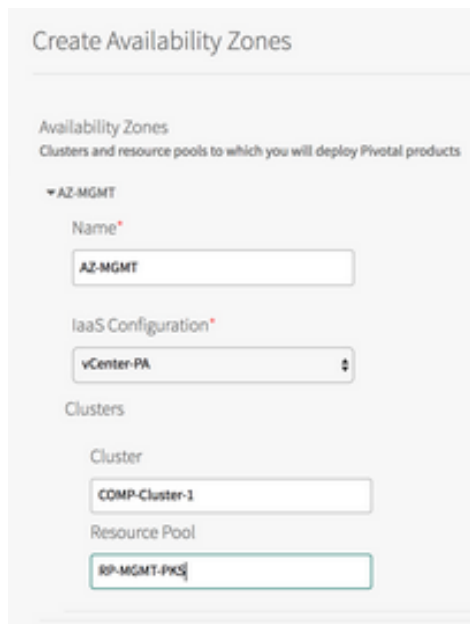 Create Availability Zones
Availability Zones
Clusters and resource pools to which you will deploy Pivotal products
AZ-MGMT
Name*
AZ-MGMT
IaaS Configuration*
vCenter-PA
Clusters
Cluster
COMP-Cluster-1
Resource Pool
RP-MGMT-PKS